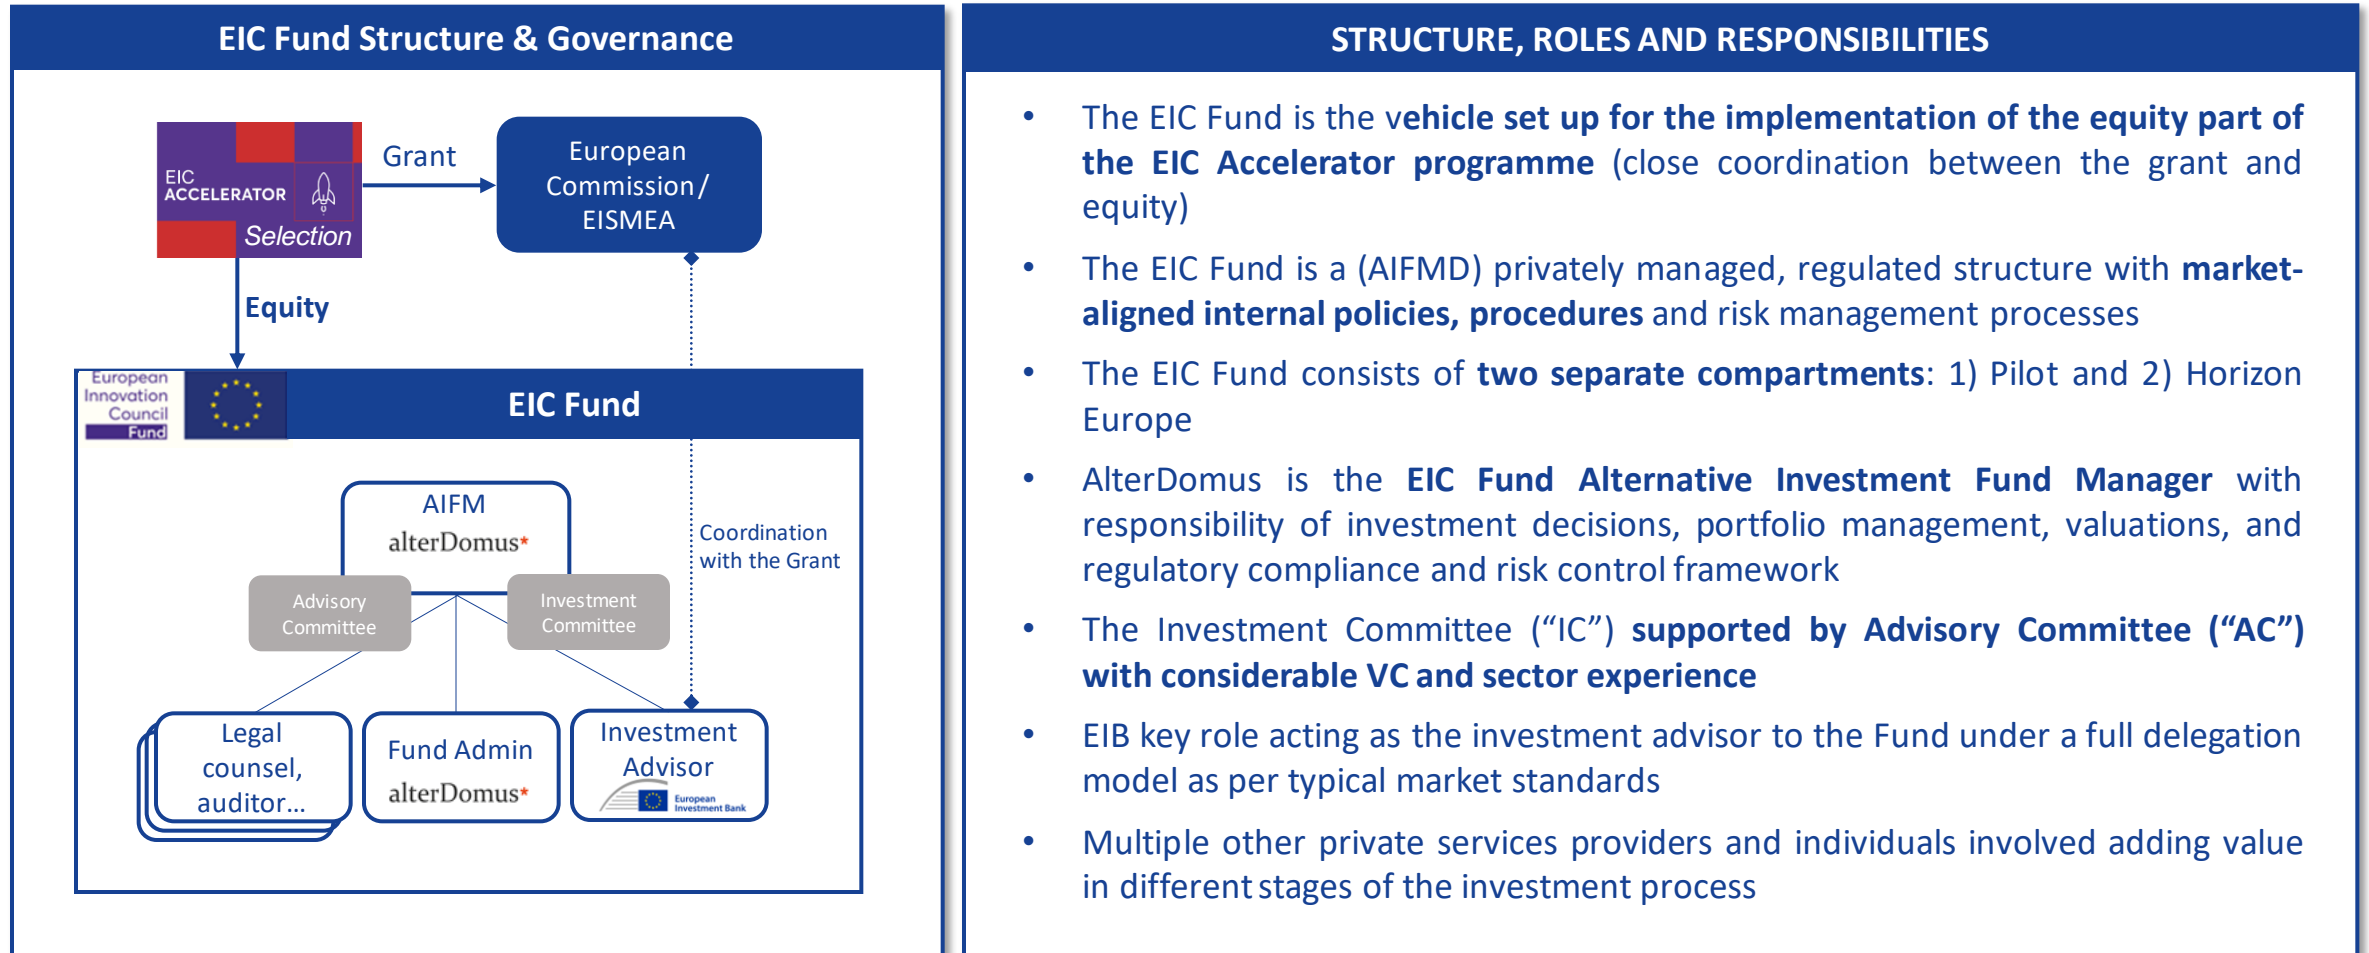 EIC Fund Structure & Governance
EIC
ACCELERATOR
Selection
Grant
European
Commission/
EISMEA
Equity
European
Innovation
Council
Fund
EIC Fund
AIFM
alterDomus*
Advisory
Committee
Investment
Committee
Coordination
with the Grant
Legal
counsel,
auditor...
Fund Admin
alterDomus*
Investment
Advisor
European
Investment Bank
STRUCTURE, ROLES AND RESPONSIBILITIES
• The EIC Fund is the vehicle set up for the implementation of the equity part of
the EIC Accelerator programme (close coordination between the grant and
equity)
• The EIC Fund is a (AIFMD) privately managed, regulated structure with market-
aligned internal policies, procedures and risk management processes
• The EIC Fund consists of two separate compartments: 1) Pilot and 2) Horizon
Europe
• AlterDomus is the EIC Fund Alternative Investment Fund Manager with
responsibility of investment decisions, portfolio management, valuations, and
regulatory compliance and risk control framework
• The Investment Committee (“IC”) supported by Advisory Committee (“AC”)
with considerable VC and sector experience
• EIB key role acting as the investment advisor to the Fund under a full delegation
model as per typical market standards
• Multiple other private services providers and individuals involved adding value
in different stages of the investment process